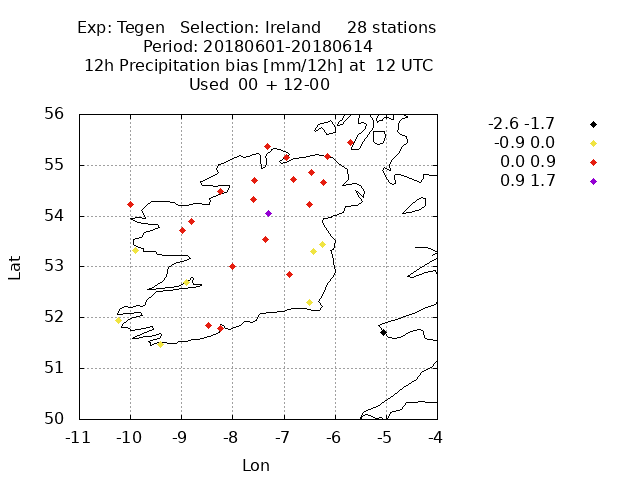 Exp: Tegen   Selection: Ireland     28 stations
Period: 20180601-20180614
12h Precipitation bias [mm/12h] at  12 UTC
Used  00  + 12-00
-2.6 -1.7
-0.9 0.0
0.0 0.9
0.9 1.7
56
55
54
53
52
51
50
Lat
-11 -10 -9 -8 -7 -6 -5 -4
Lon